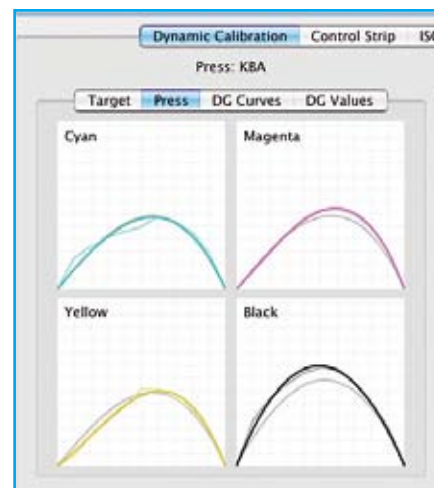 Dynamic Calibration Control Strip
Press: KBA
Target Press DG Curves DG Values
Cyan Magenta
Yellow Black